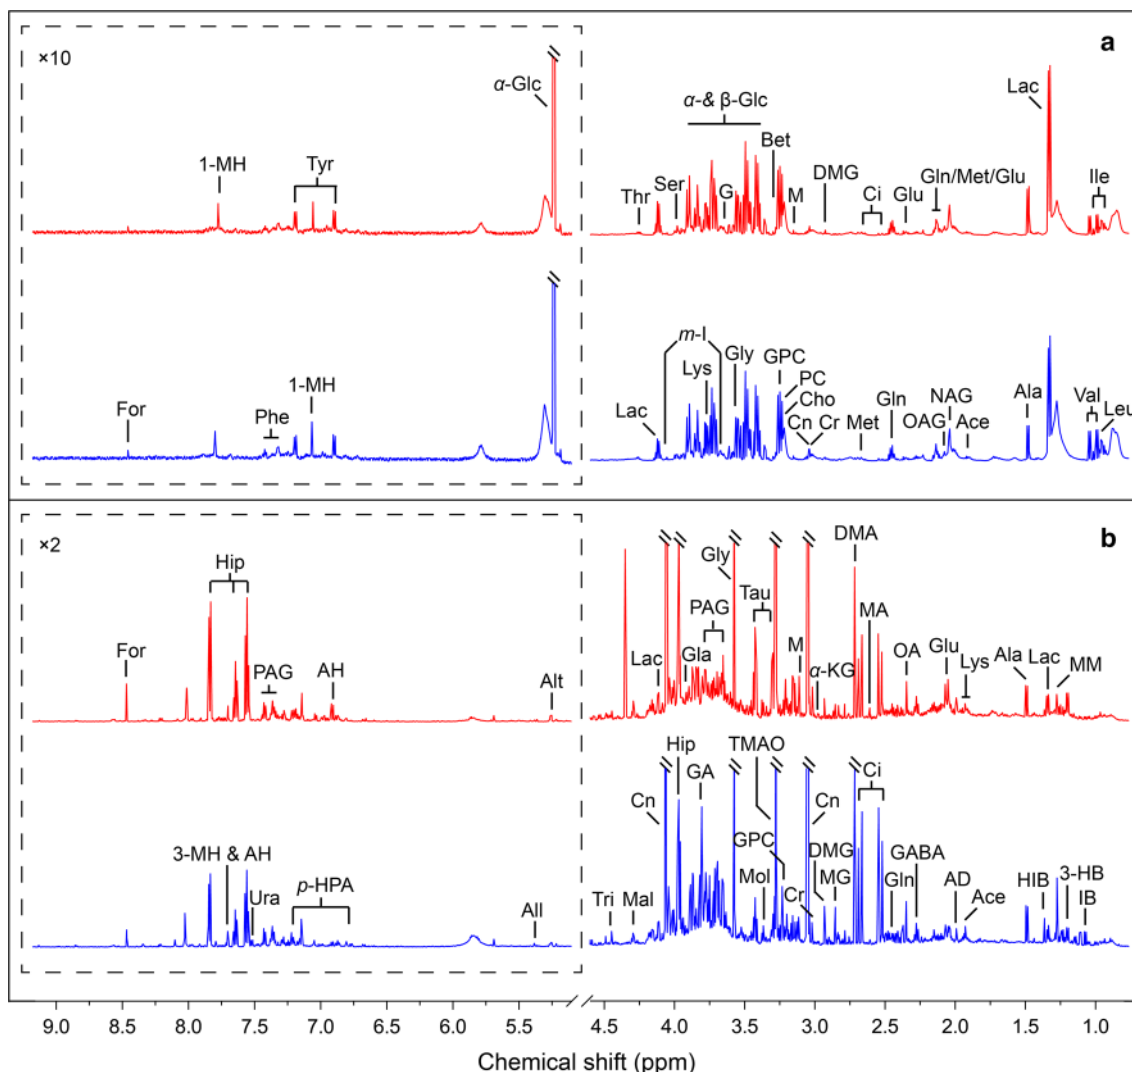 ×10
a
α-Glc
α-& β-Glc
Lac
1-MH
Tyr
Bet
DMG
Gln/Met/Glu
Ile
Thr
Ser
G
M
Ci
Glu
m-I
Gly
GPC
1-MH
Lys
PC
For
Phe
Lac
Cho
Cn
Cr
Met
Gln
NAG
OAG
Ace
Ala
Val
Leu
×2
b
Hip
DMA
Gly
Tau
PAG
MA
For
PAG
AH
Alt
Lac
Gla
M
α-KG
OA
Glu
Lys
Ala
Lac
MM
Hip
TMAO
GA
Ci
Cn
Cn
3-MH & AH
GPC
DMG
GABA
Ura
p-HPA
Mol
MG
3-HB
All
Tri
Mal
Cr
Gln
AD
Ace
HIB
IB
9.0 8.5 8.0 7.5 7.0 6.5 6.0 5.5 4.5 4.0 3.5 3.0 2.5 2.0 1.5 1.0
Chemical shift (ppm)